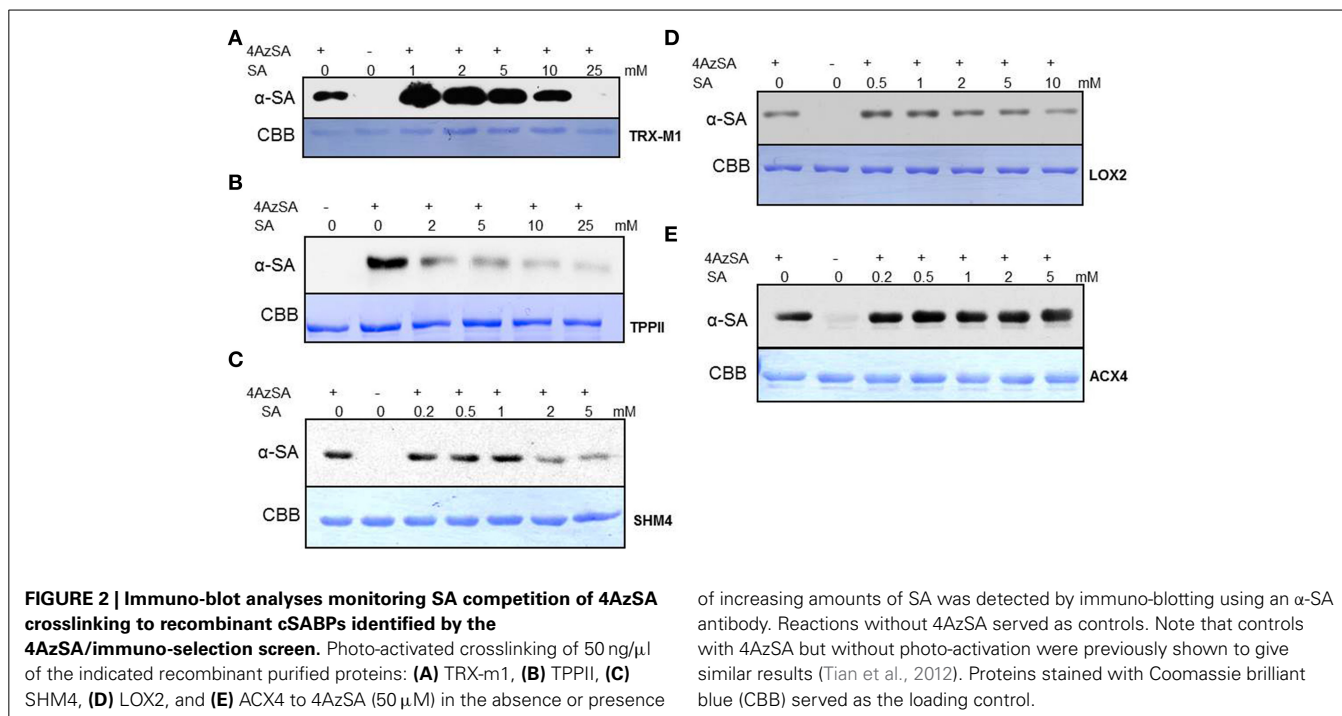 A
4AzSA + - + + + + +
SA 0 0 1 2 5 10 25 mM
α-SA
CBB
TRX-M1
B
4AzSA - + + + + +
SA 0 0 2 5 10 25 mM
α-SA
CBB
TPPII
C
4AzSA + - + + + + +
SA 0 0 0.2 0.5 1 2 5 mM
α-SA
CBB
SHM4
D
4AzSA + - + + + + +
SA 0 0 0.5 1 2 5 10 mM
α-SA
CBB
LOX2
E
4AzSA + - + + + + +
SA 0 0 0.2 0.5 1 2 5 mM
α-SA
CBB
ACX4
FIGURE 2 | Immuno-blot analyses monitoring SA competition of 4AzSA
crosslinking to recombinant cSABPs identified by the
4AzSA/immuno-selection screen. Photo-activated crosslinking of 50 ng/μl
of the indicated recombinant purified proteins: (A) TRX-m1, (B) TPPII, (C)
SHM4, (D) LOX2, and (E) ACX4 to 4AzSA (50 μM) in the absence or presence
of increasing amounts of SA was detected by immuno-blotting using an α-SA
antibody. Reactions without 4AzSA served as controls. Note that controls
with 4AzSA but without photo-activation were previously shown to give
similar results (Tian et al., 2012). Proteins stained with Coomassie brilliant
blue (CBB) served as the loading control.